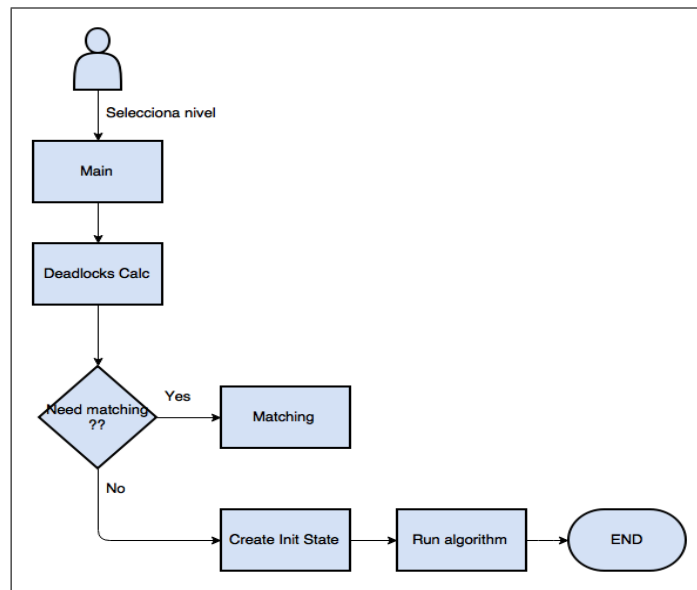 Selecciona nivel
Main
Deadlocks Calc
Need matching
??
Yes
Matching
No
Create Init State
Run algorithm
END